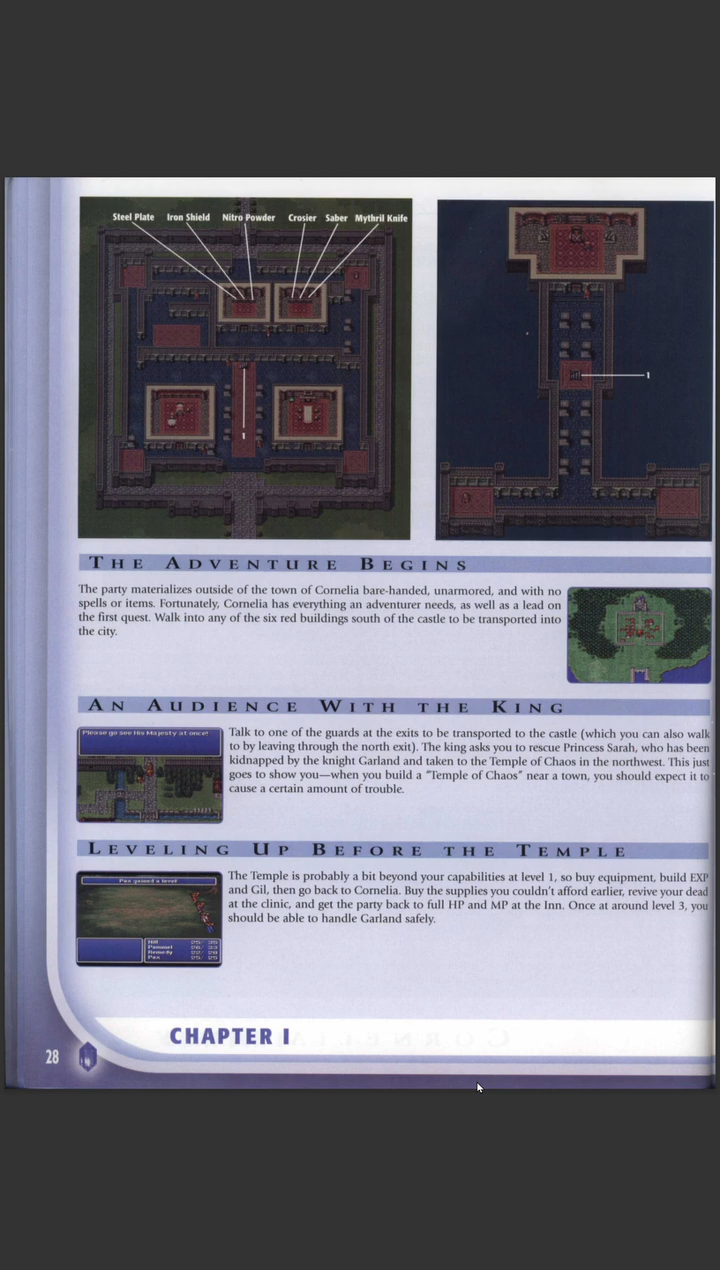 Steel Plate Iron Shield Nitro Powder Crosier Saber Mythril Knife
1
1
THE ADVENTURE BEGINS
The party materializes outside of the town of Cornelia bare-handed, unarmored, and with no
spells or items. Fortunately, Cornelia has everything an adventurer needs, as well as a lead on
the first quest. Walk into any of the six red buildings south of the castle to be transported into
the city.
AN AUDIENCE WITH THE KING
Please go see His Majesty at once!
Talk to one of the guards at the exits to be transported to the castle (which you can also walk
to by leaving through the north exit). The king asks you to rescue Princess Sarah, who has been
kidnapped by the knight Garland and taken to the Temple of Chaos in the northwest. This just
goes to show you—when you build a "Temple of Chaos" near a town, you should expect it to
cause a certain amount of trouble.
LEVELING UP BEFORE THE TEMPLE
The Temple is probably a bit beyond your capabilities at level 1, so buy equipment, build EXP
and Gil, then go back to Cornelia. Buy the supplies you couldn't afford earlier, revive your dead
at the clinic, and get the party back to full HP and MP at the Inn. Once at around level 3, you
should be able to handle Garland safely.
CHAPTER I
28